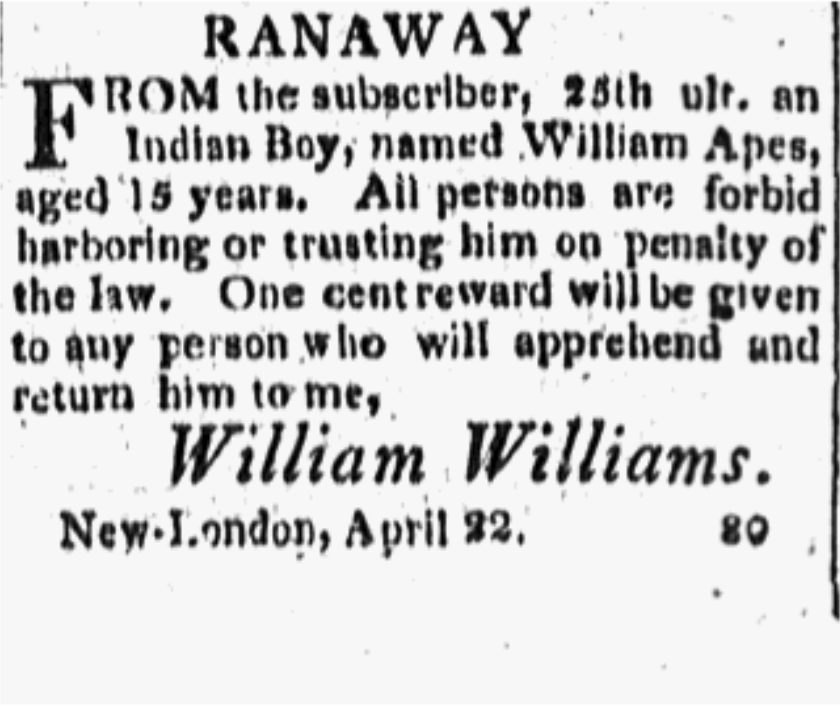 RANAWAY
FROM the subscriber, 25th ult. an
Indian Boy, named William Apes,
aged 15 years. All persons are forbid
harboring or trusting him on penalty of
the law. One cent reward will be given
to any person who will apprehend and
return him to me,
William Williams.
New-London, April 22. 80